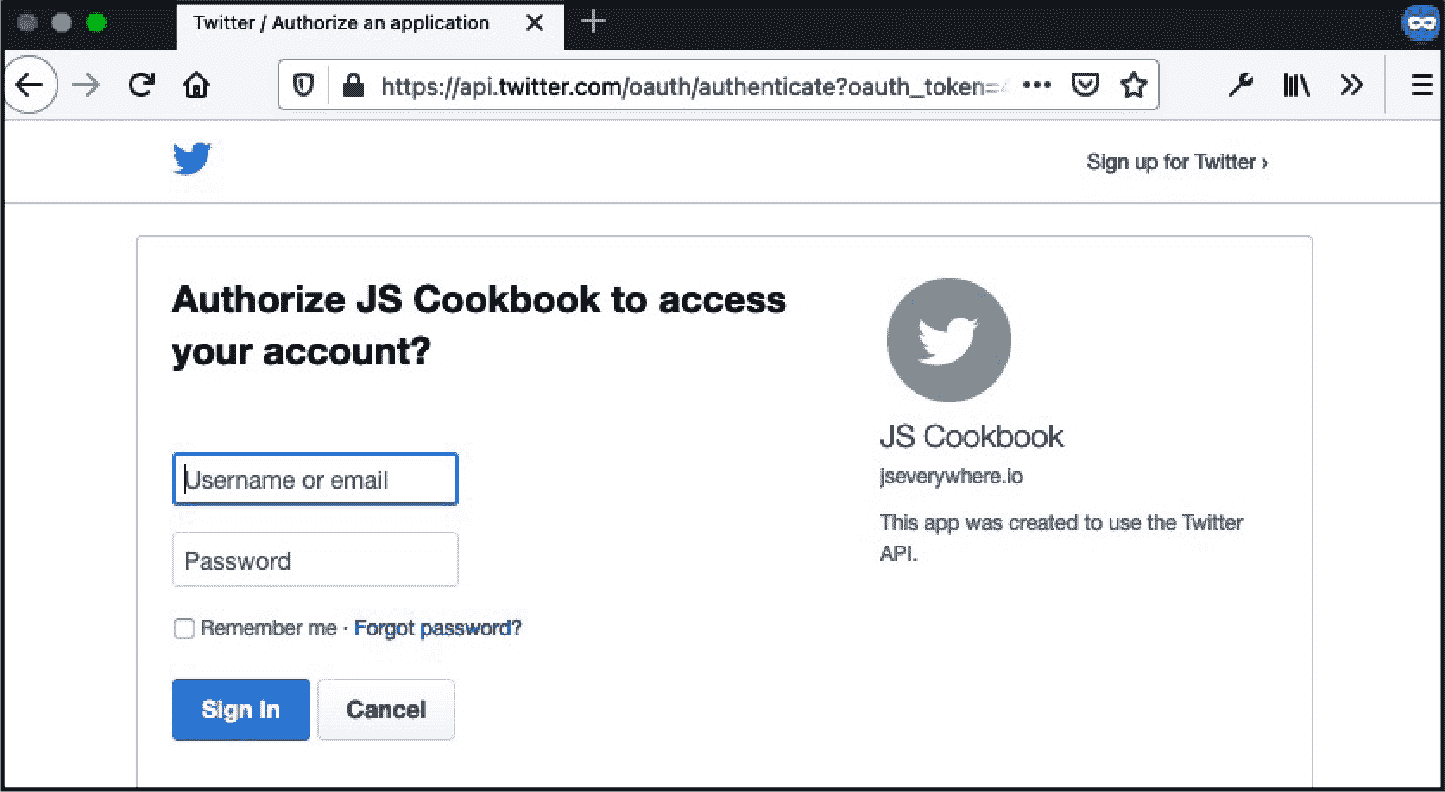 Twitter / Authorize an application
https://api.twitter.com/oauth/authenticate?oauth_token=
Sign up for Twitter ›
Authorize JS Cookbook to access
your account?
Username or email
Password
Remember me · Forgot password?
Sign In
Cancel
JS Cookbook
jseverywhere.io
This app was created to use the Twitter
API.